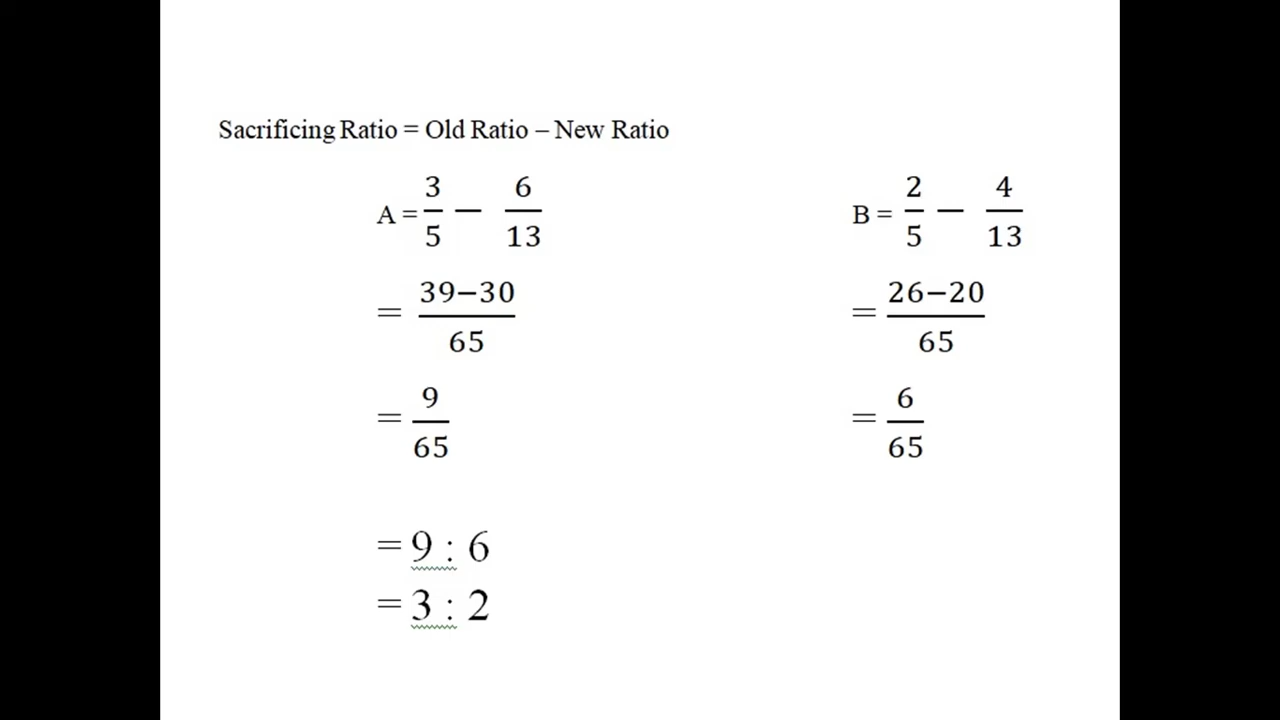 Sacrificing Ratio = Old Ratio – New Ratio
A = 3/5 − 6/13
= 39−30/65
= 9/65
= 9 : 6
= 3 : 2
B = 2/5 − 4/13
= 26−20/65
= 6/65